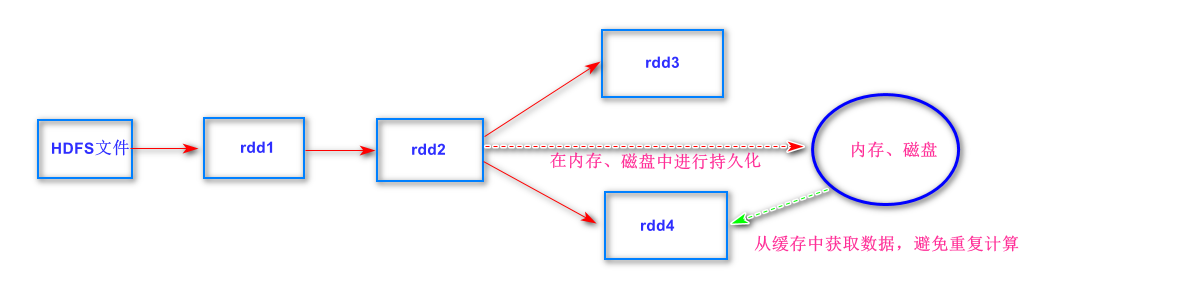 rdd3
HDFS文件
rdd1
rdd2
在内存、磁盘中进行持久化
内存、磁盘
rdd4
从缓存中获取数据，避免重复计算